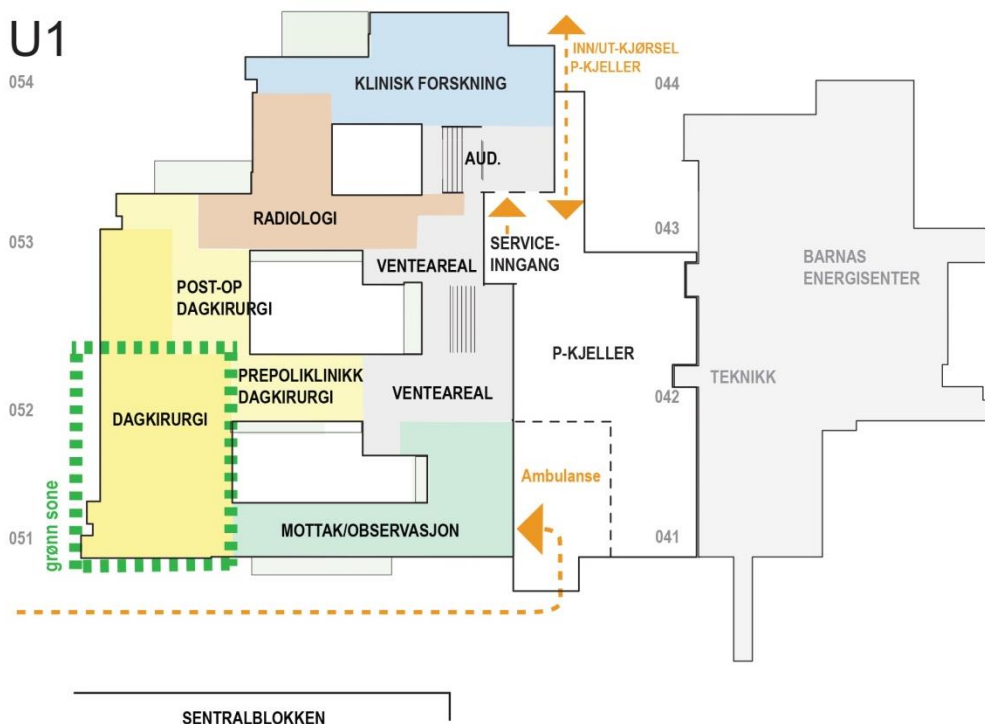 U1
INN/UT-KJØRSEL
P-KJELLER
054
KLINISK FORSKNING
044
AUD.
RADIOLOGI
053
SERVICE-
INNGANG
043
VENTEAREAL
BARNAS
ENERGISENTER
POST-OP
DAGKIRURGI
P-KJELLER
PREPOLIKLINIKK
DAGKIRURGI
TEKNIKK
VENTEAREAL
052
042
DAGKIRURGI
Ambulanse
grønn sone
051
MOTTAK/OBSERVASJON
041
SENTRALBLOKKEN